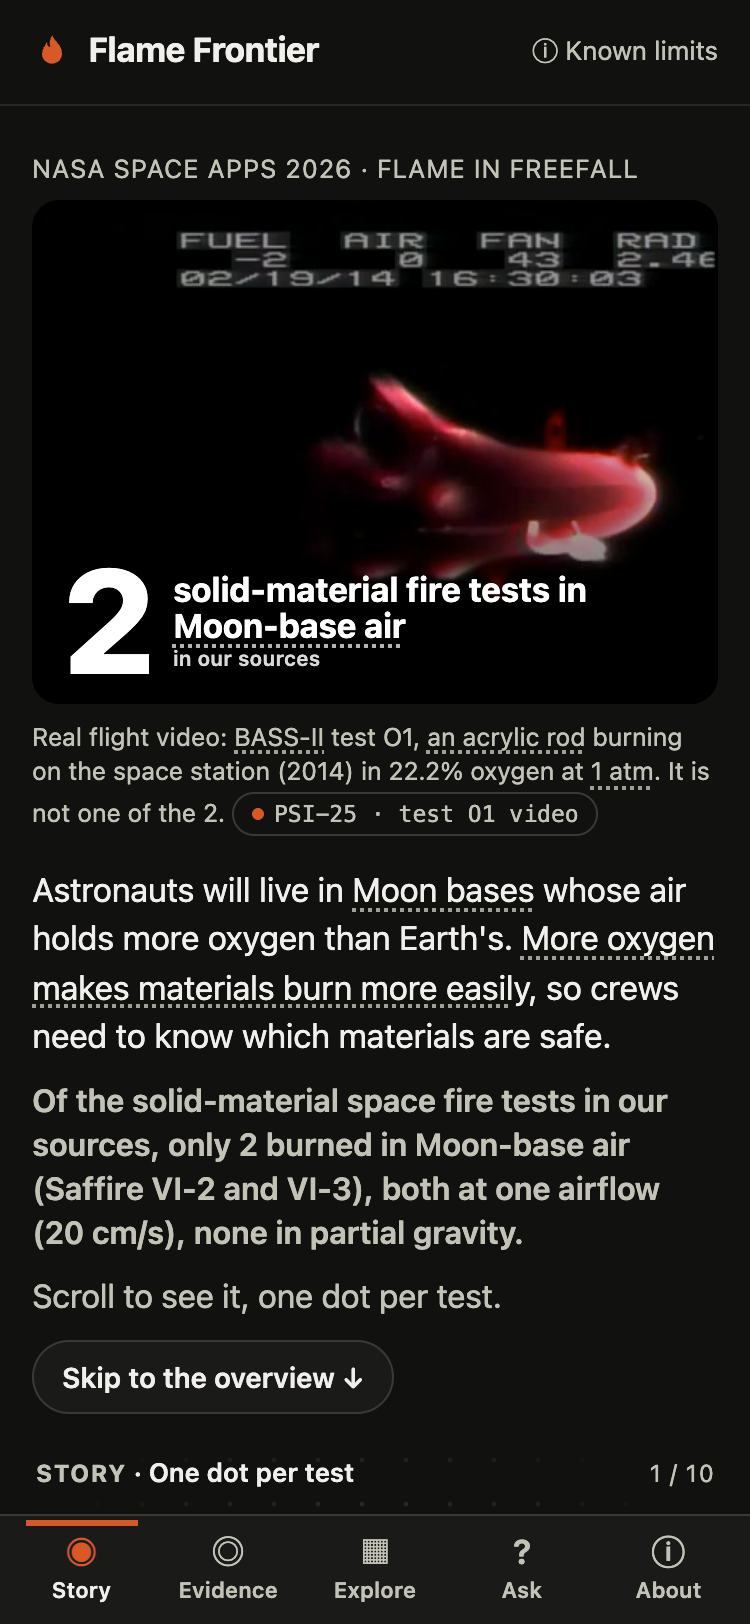 Flame Frontier
Known limits
NASA SPACE APPS 2026 · FLAME IN FREEFALL
FUEL AIR FAN RAD
-2 0 43 2.46
02/19/14 16:30:03
2 solid-material fire tests in
Moon-base air
in our sources
Real flight video: BASS-II test O1, an acrylic rod burning
on the space station (2014) in 22.2% oxygen at 1 atm. It is
not one of the 2. PSI-25 · test O1 video
Astronauts will live in Moon bases whose air
holds more oxygen than Earth's. More oxygen
makes materials burn more easily, so crews
need to know which materials are safe.
Of the solid-material space fire tests in our
sources, only 2 burned in Moon-base air
(Saffire VI-2 and VI-3), both at one airflow
(20 cm/s), none in partial gravity.
Scroll to see it, one dot per test.
Skip to the overview ↓
STORY · One dot per test 1 / 10
Story Evidence Explore Ask About